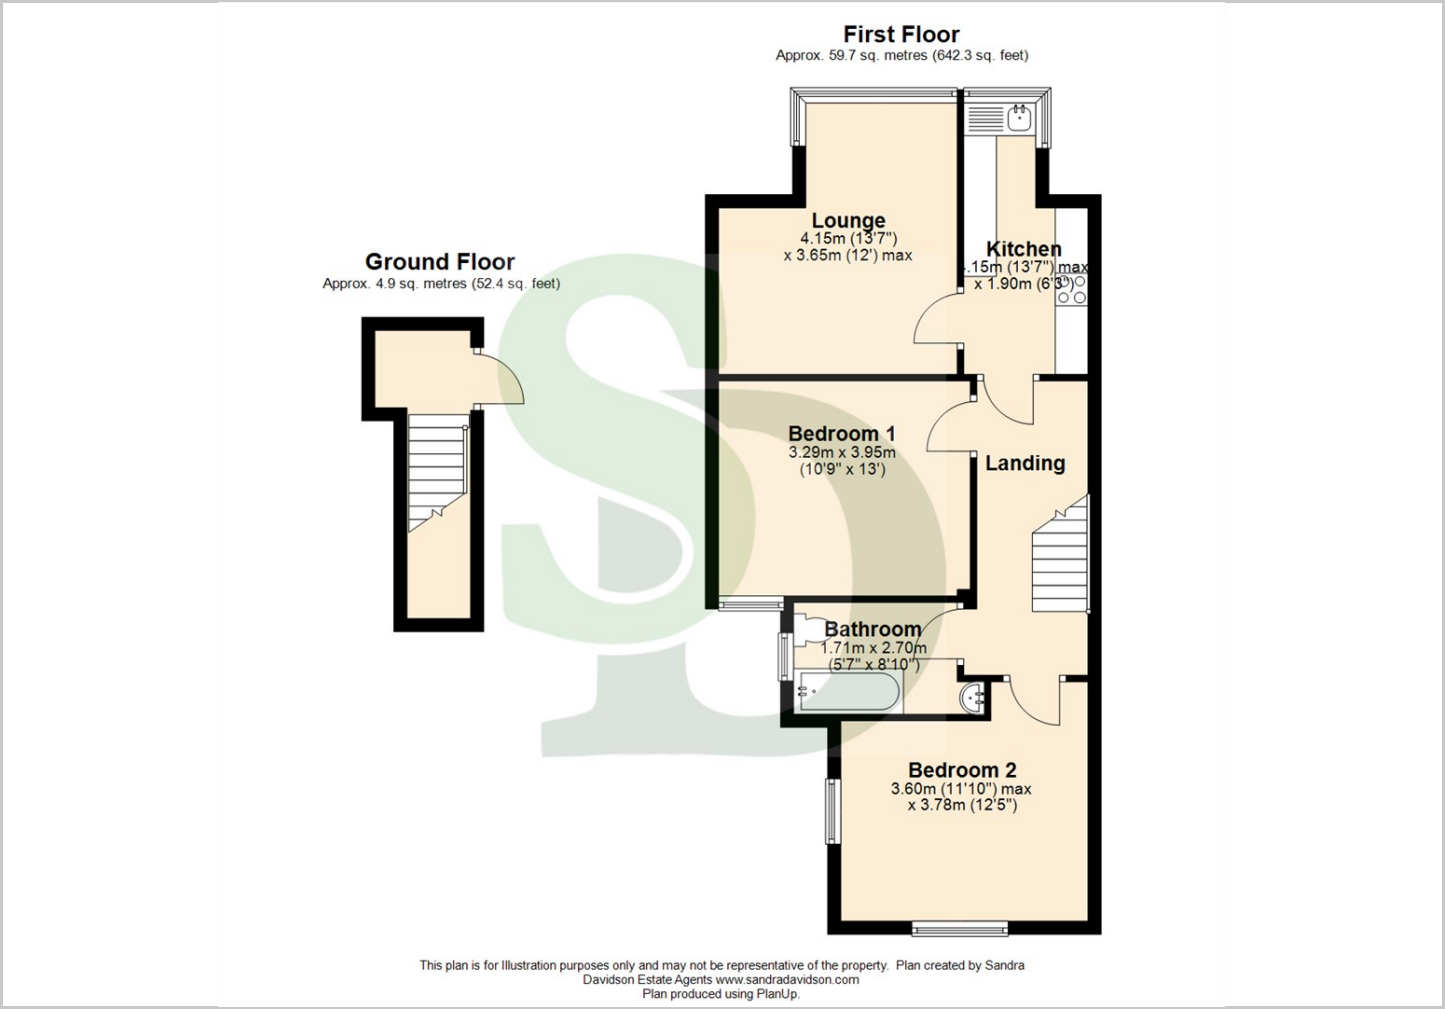 First Floor
Approx. 59.7 sq. metres (642.3 sq. feet)
Lounge
4.15m (13'7")
x 3.65m (12') max
Kitchen
.15m (13'7") max
x 1.90m (6'3")
Ground Floor
Approx. 4.9 sq. metres (52.4 sq. feet)
Bedroom 1
3.29m x 3.95m
(10'9" x 13')
Landing
Bathroom
1.71m x 2.70m
(5'7" x 8'10")
Bedroom 2
3.60m (11'10") max
x 3.78m (12'5")
SD
This plan is for Illustration purposes only and may not be representative of the property. Plan created by Sandra
Davidson Estate Agents www.sandradavidson.com
Plan produced using PlanUp.